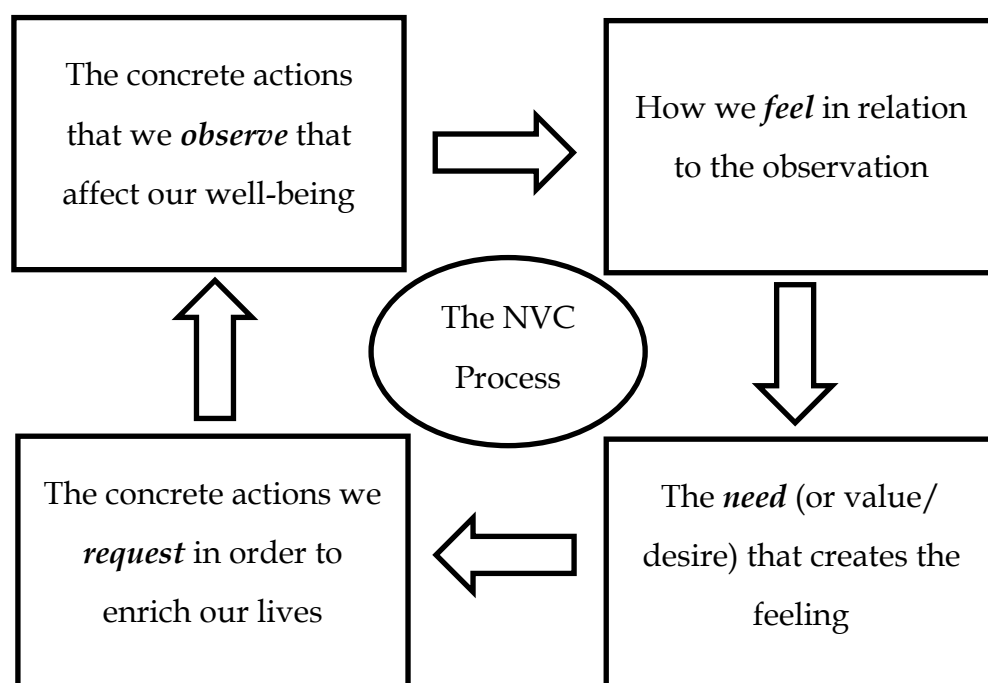 The concrete actions
that we observe that
affect our well-being
How we feel in relation
to the observation
The NVC
Process
The concrete actions we
request in order to
enrich our lives
The need (or value/
desire) that creates the
feeling